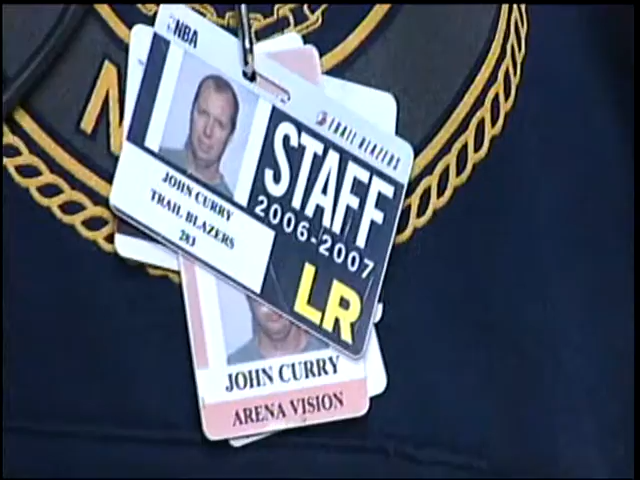 NBA
TRAIL BLAZERS
STAFF
2006-2007
LR
JOHN CURRY
TRAIL BLAZERS
283
JOHN CURRY
ARENA VISION
N